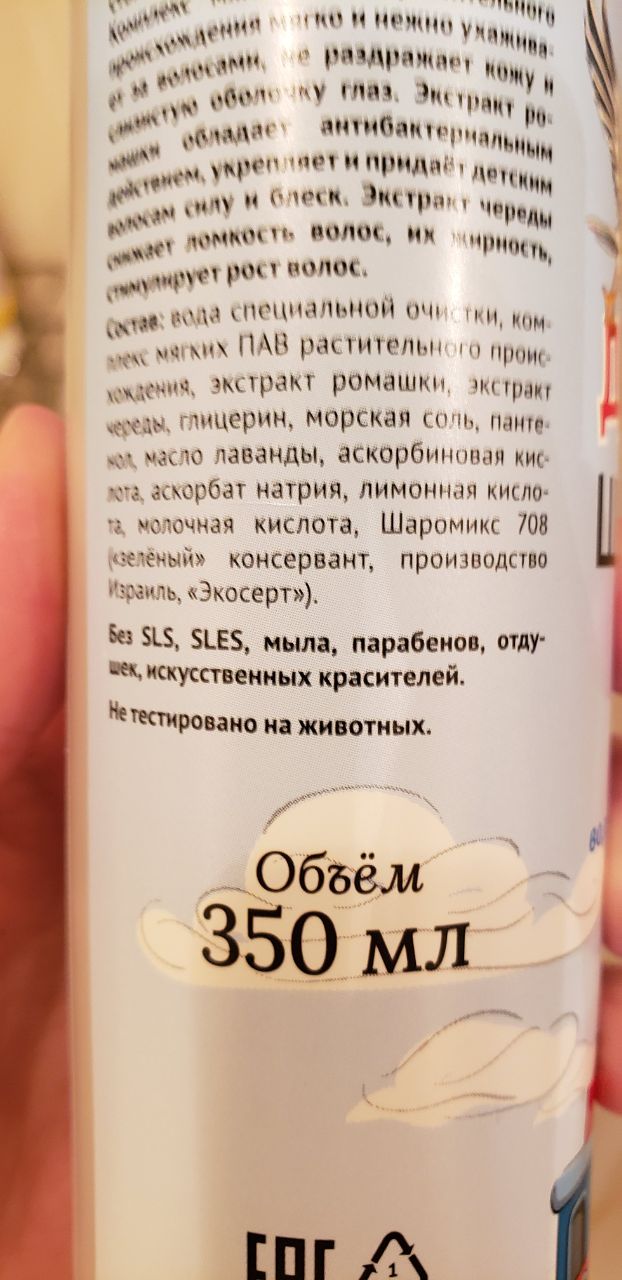 Комплекс
происхождения мягко и нежно ухажива-
ет за волосами, не раздражает кожу и
слизистую оболочку глаз. Экстракт ро-
машки обладает антибактериальным
действием, укрепляет и придаёт детским
волосам силу и блеск. Экстракт череды
снижает ломкость волос, их жирность,
стимулирует рост волос.
Состав: вода специальной очистки, ком-
плекс мягких ПАВ растительного проис-
хождения, экстракт ромашки, экстракт
череды, глицерин, морская соль, панте-
нол, масло лаванды, аскорбиновая кис-
лота, аскорбат натрия, лимонная кисло-
та, молочная кислота, Шаромикс 708
(«зелёный» консервант, производство
Израиль, «Экосерт»).
Без SLS, SLES, мыла, парабенов, отду-
шек, искусственных красителей.
Не тестировано на животных.
Объём
350 мл
EAC
1